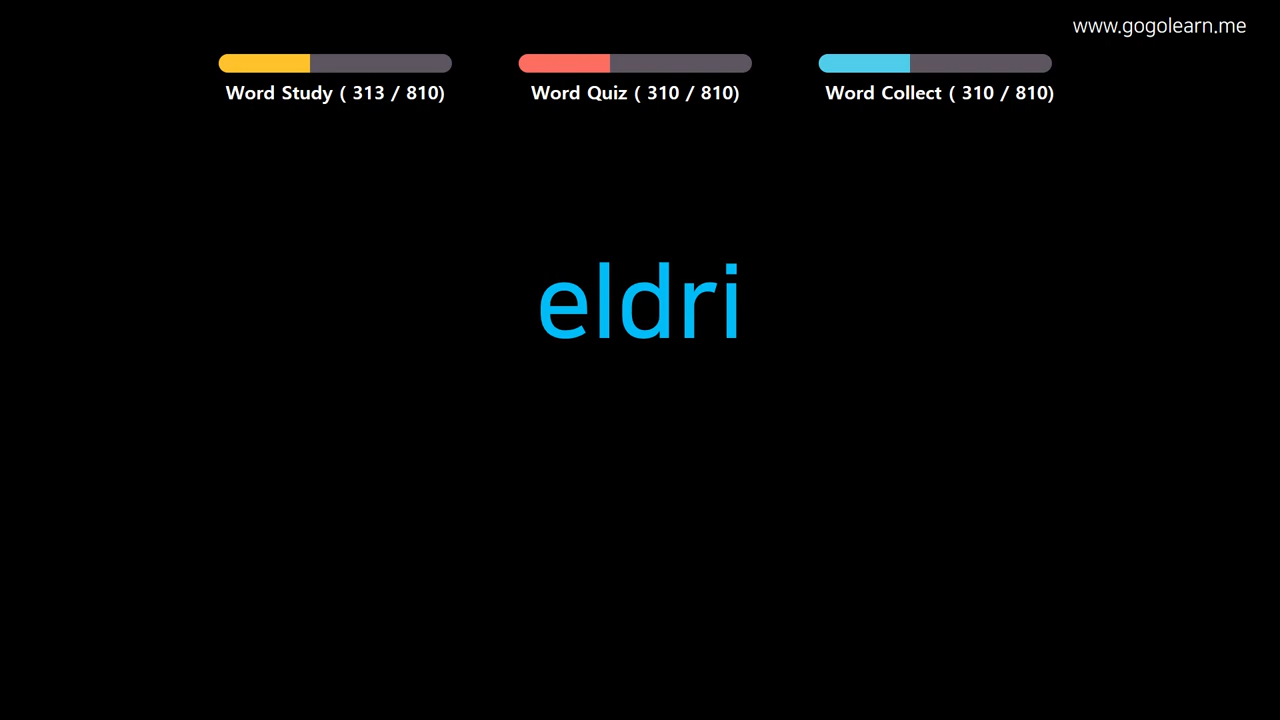 www.gogolearn.me
Word Study ( 313 / 810)
Word Quiz ( 310 / 810)
Word Collect ( 310 / 810)
eldri